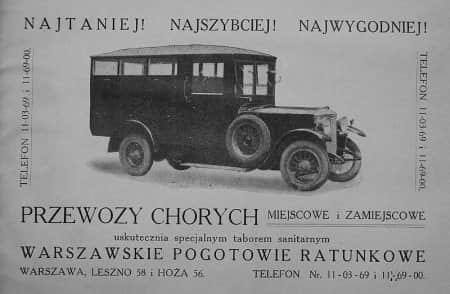 NAJTANIEJ! NAJSZYBCIEJ! NAJWYGODNIEJ!
TELEFON 11-03-69 i 11-69-00.
TELEFON 11-03-69 i 11-69-00.
PRZEWOZY CHORYCH MIEJSCOWE i ZAMIEJSCOWE
uskutecznia specjalnym taborem sanitarnym
WARSZAWSKIE POGOTOWIE RATUNKOWE
WARSZAWA, LESZNO 58 i HOŻA 56. TELEFON Nr. 11-03-69 i 11-69-00.